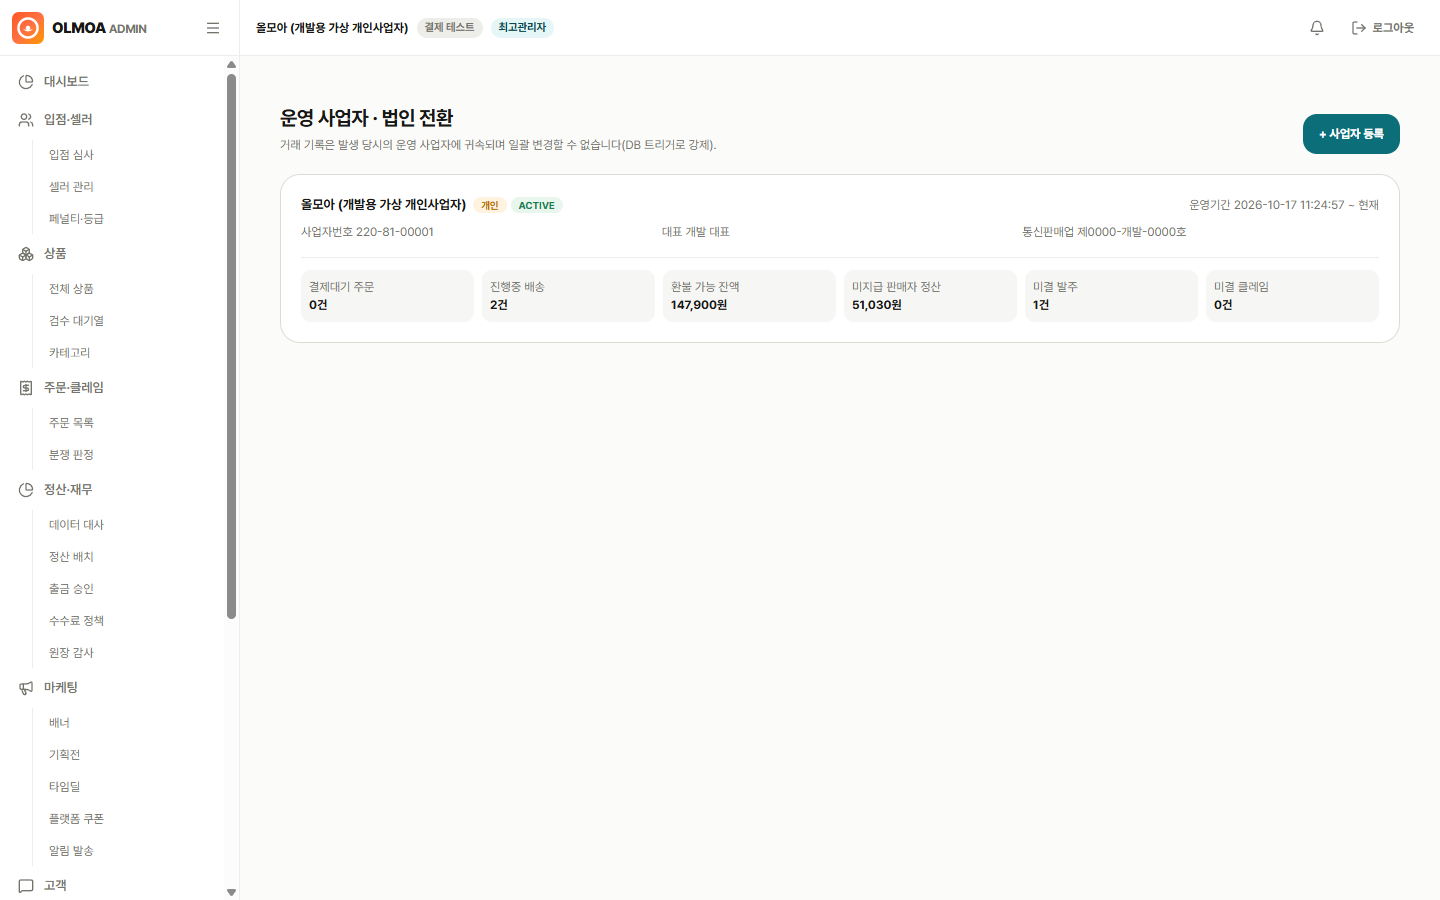 OLMOA ADMIN
올모아 (개발용 가상 개인사업자) 결제 테스트 최고관리자
로그아웃
대시보드
입점·셀러
입점 심사
셀러 관리
페널티·등급
상품
전체 상품
검수 대기열
카테고리
주문·클레임
주문 목록
분쟁 판정
정산·재무
데이터 대사
정산 배치
출금 승인
수수료 정책
원장 감사
마케팅
배너
기획전
타임딜
플랫폼 쿠폰
알림 발송
고객
운영 사업자 · 법인 전환
거래 기록은 발생 당시의 운영 사업자에 귀속되며 일괄 변경할 수 없습니다(DB 트리거로 강제).
+ 사업자 등록
올모아 (개발용 가상 개인사업자) 개인 ACTIVE
운영기간 2026-10-17 11:24:57 ~ 현재
사업자번호 220-81-00001
대표 개발 대표
통신판매업 제0000-개발-0000호
결제대기 주문
0건
진행중 배송
2건
환불 가능 잔액
147,900원
미지급 판매자 정산
51,030원
미결 발주
1건
미결 클레임
0건